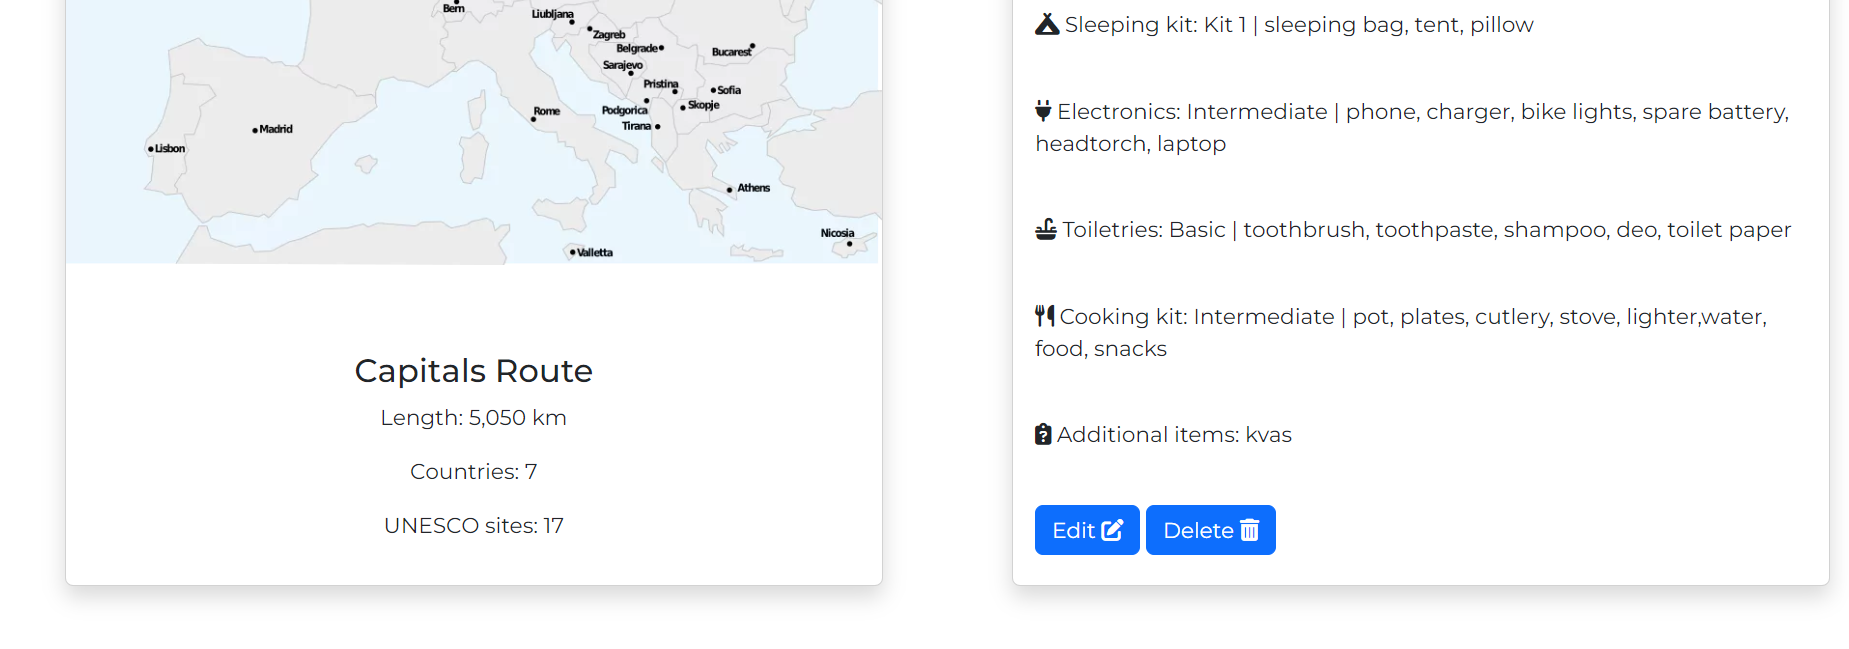 Bern
Liubljana
Zagreb
Belgrade
Bucarest
Sarajevo
Pristina
Sofia
Podgorica
Skopje
Rome
Tirana
Madrid
Lisbon
Athens
Nicosia
Valletta
Capitals Route
Length: 5,050 km
Countries: 7
UNESCO sites: 17
Sleeping kit: Kit 1 | sleeping bag, tent, pillow
Electronics: Intermediate | phone, charger, bike lights, spare battery,
headtorch, laptop
Toiletries: Basic | toothbrush, toothpaste, shampoo, deo, toilet paper
Cooking kit: Intermediate | pot, plates, cutlery, stove, lighter,water,
food, snacks
Additional items: kvas
Edit
Delete